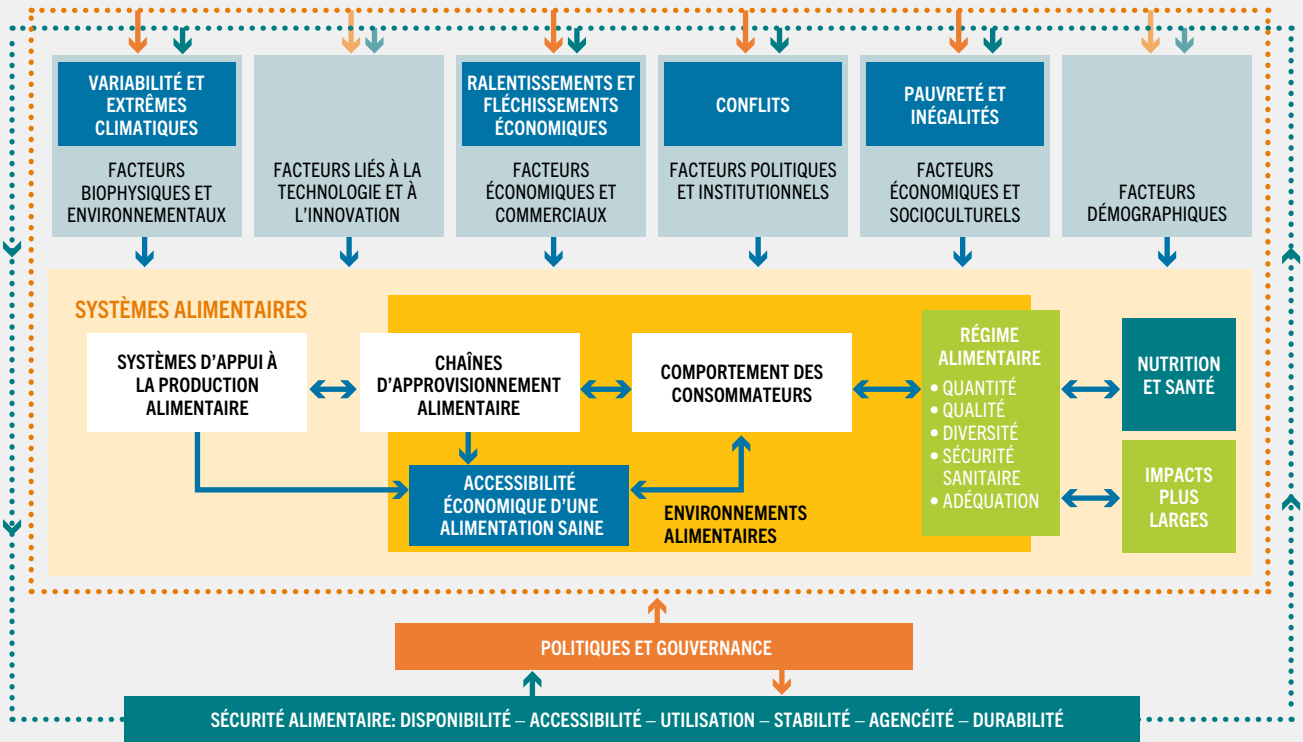 VARIABILITÉ ET
EXTRÊMES
CLIMATIQUES
FACTEURS
BIOPHYSIQUES ET
ENVIRONNEMENTAUX
FACTEURS LIÉS À LA
TECHNOLOGIE ET À
L'INNOVATION
RALENTISSEMENTS ET
FLÉCHISSEMENTS
ÉCONOMIQUES
FACTEURS
ÉCONOMIQUES ET
COMMERCIAUX
CONFLITS
FACTEURS POLITIQUES
ET INSTITUTIONNELS
PAUVRETÉ ET
INÉGALITÉS
FACTEURS
ÉCONOMIQUES ET
SOCIOCULTURELS
FACTEURS
DÉMOGRAPHIQUES
SYSTÈMES ALIMENTAIRES
SYSTÈMES D'APPUI À
LA PRODUCTION
ALIMENTAIRE
CHAÎNES
D'APPROVISIONNEMENT
ALIMENTAIRE
COMPORTEMENT DES
CONSOMMATEURS
RÉGIME
ALIMENTAIRE
• QUANTITÉ
• QUALITÉ
• DIVERSITÉ
• SÉCURITÉ
SANITAIRE
• ADÉQUATION
NUTRITION
ET SANTÉ
IMPACTS
PLUS
LARGES
ACCESSIBILITÉ
ÉCONOMIQUE D'UNE
ALIMENTATION SAINE
ENVIRONNEMENTS
ALIMENTAIRES
POLITIQUES ET GOUVERNANCE
SÉCURITÉ ALIMENTAIRE: DISPONIBILITÉ – ACCESSIBILITÉ – UTILISATION – STABILITÉ – AGENCÉITÉ – DURABILITÉ